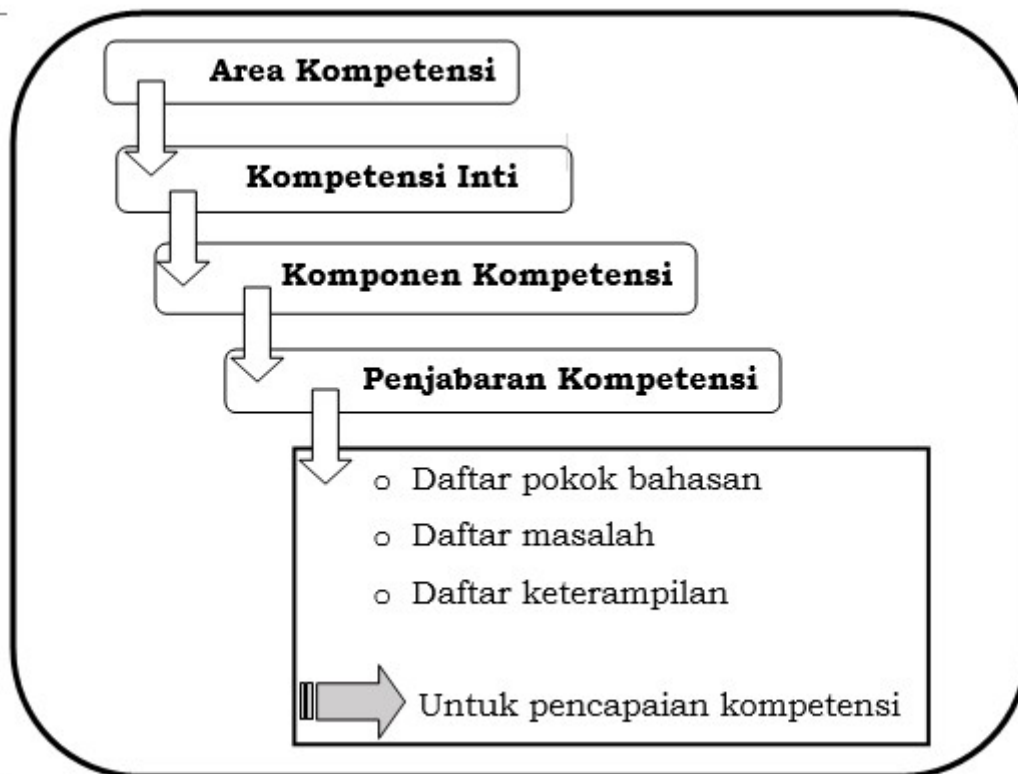 Area Kompetensi
Kompetensi Inti
Komponen Kompetensi
Penjabaran Kompetensi
o Daftar pokok bahasan
o Daftar masalah
o Daftar keterampilan
Untuk pencapaian kompetensi